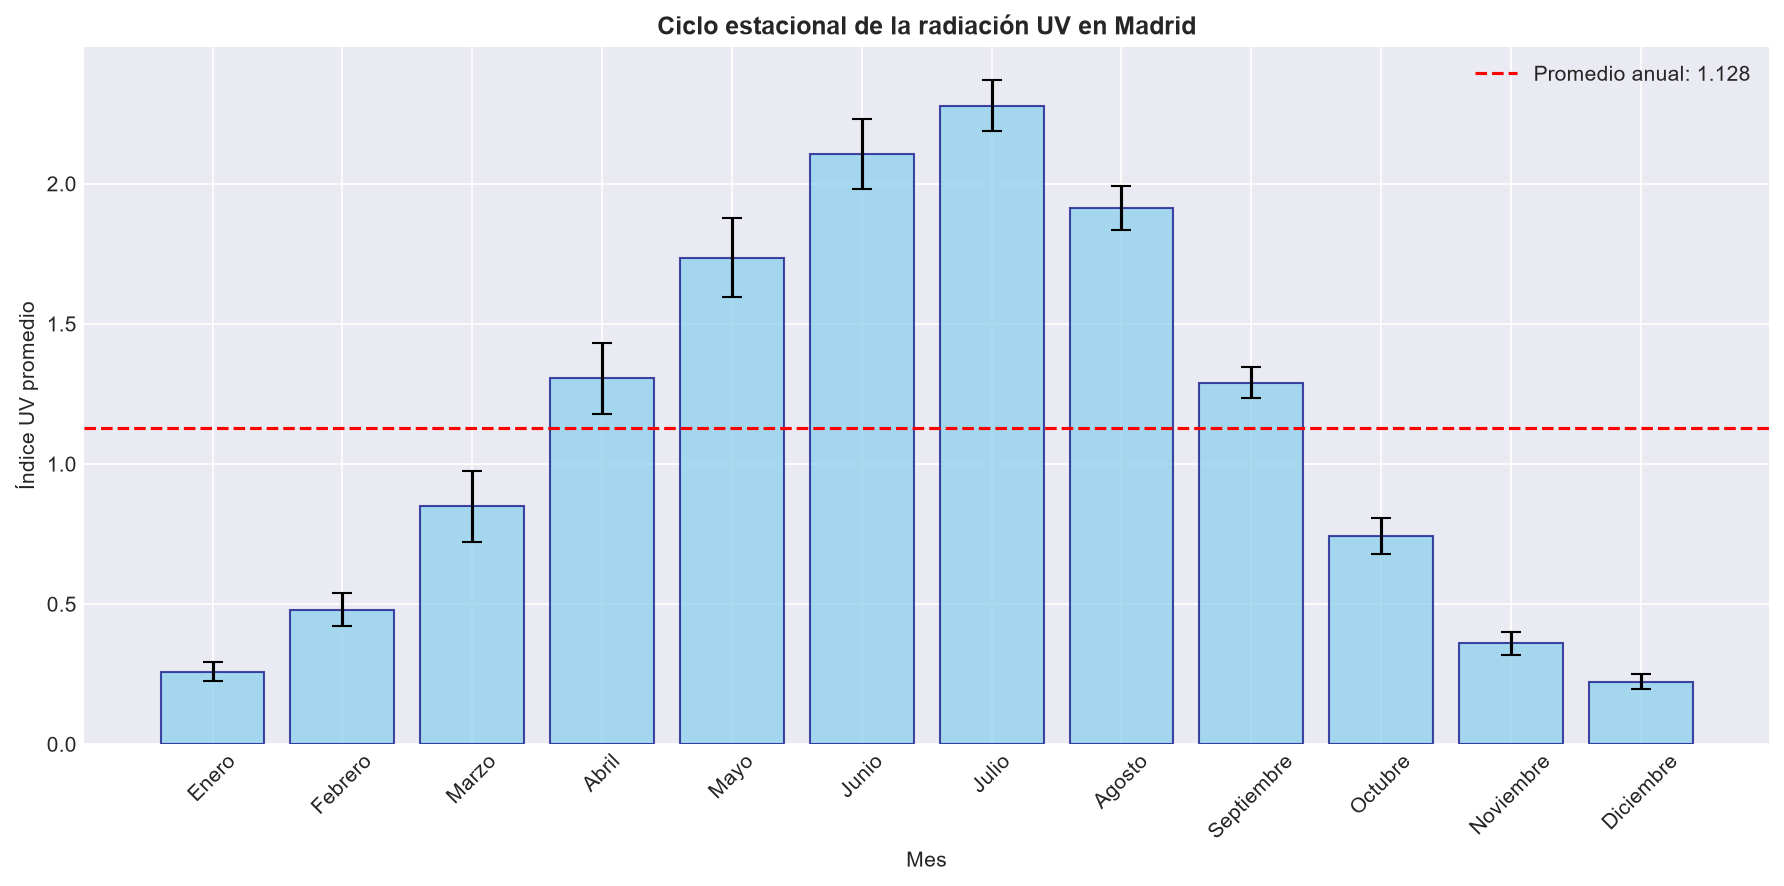 Ciclo estacional de la radiación UV en Madrid
Promedio anual: 1.128
Índice UV promedio
2.0
1.5
1.0
0.5
0.0
Enero
Febrero
Marzo
Abril
Mayo
Junio
Julio
Agosto
Septiembre
Octubre
Noviembre
Diciembre
Mes